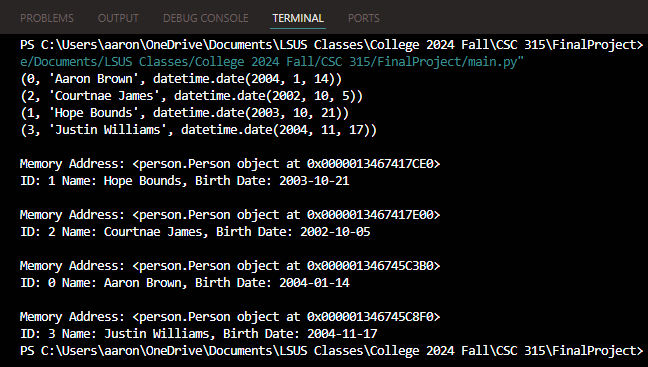 PROBLEMS OUTPUT DEBUG CONSOLE TERMINAL PORTS
PS C:\Users\aaron\OneDrive\Documents\LSUS Classes\College 2024 Fall\CSC 315\FinalProject>
e/Documents/LSUS Classes/College 2024 Fall/CSC 315/FinalProject/main.py"
(0, 'Aaron Brown', datetime.date(2004, 1, 14))
(2, 'Courtnae James', datetime.date(2002, 10, 5))
(1, 'Hope Bounds', datetime.date(2003, 10, 21))
(3, 'Justin Williams', datetime.date(2004, 11, 17))
Memory Address: <person.Person object at 0x0000013467417CE0>
ID: 1 Name: Hope Bounds, Birth Date: 2003-10-21
Memory Address: <person.Person object at 0x0000013467417E00>
ID: 2 Name: Courtnae James, Birth Date: 2002-10-05
Memory Address: <person.Person object at 0x000001346745C3B0>
ID: 0 Name: Aaron Brown, Birth Date: 2004-01-14
Memory Address: <person.Person object at 0x000001346745C8F0>
ID: 3 Name: Justin Williams, Birth Date: 2004-11-17
PS C:\Users\aaron\OneDrive\Documents\LSUS Classes\College 2024 Fall\CSC 315\FinalProject>